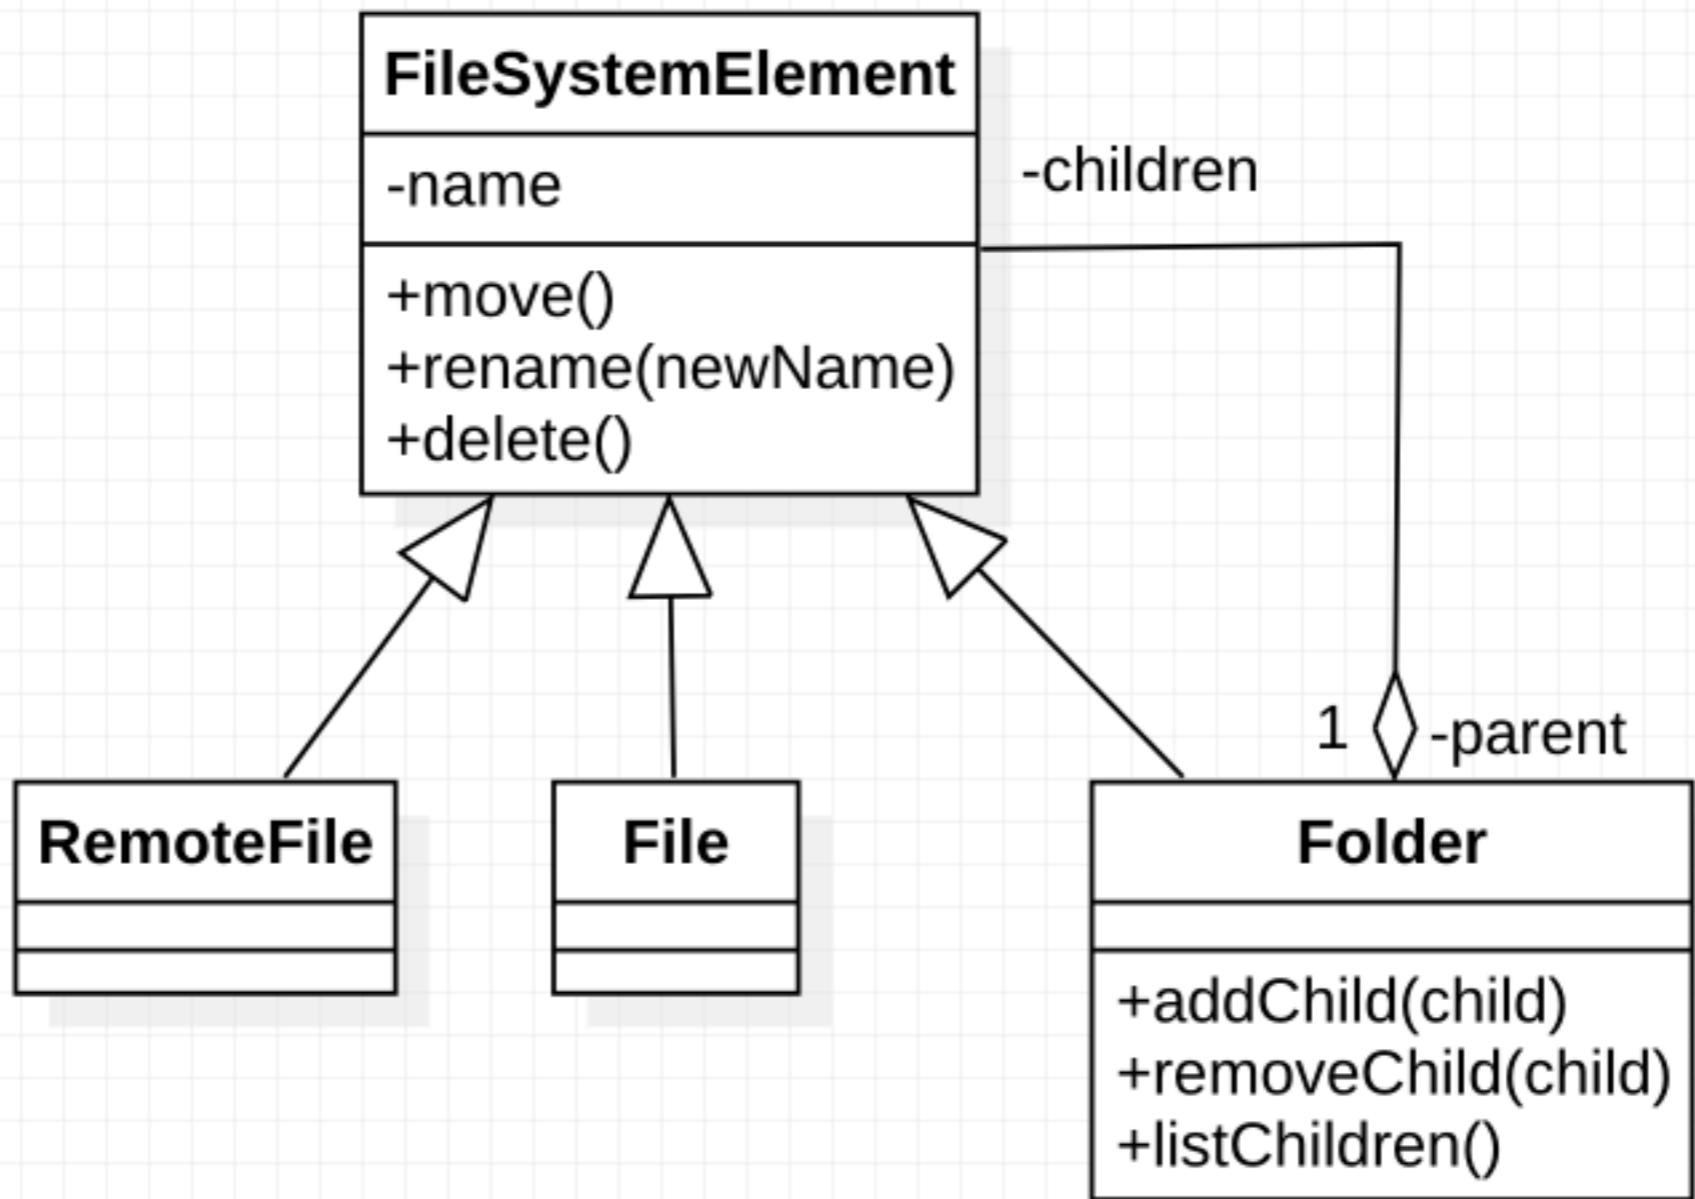 FileSystemElement
-name
-children
+move()
+rename(newName)
+delete()
1 -parent
RemoteFile
File
Folder
+addChild(child)
+removeChild(child)
+listChildren()